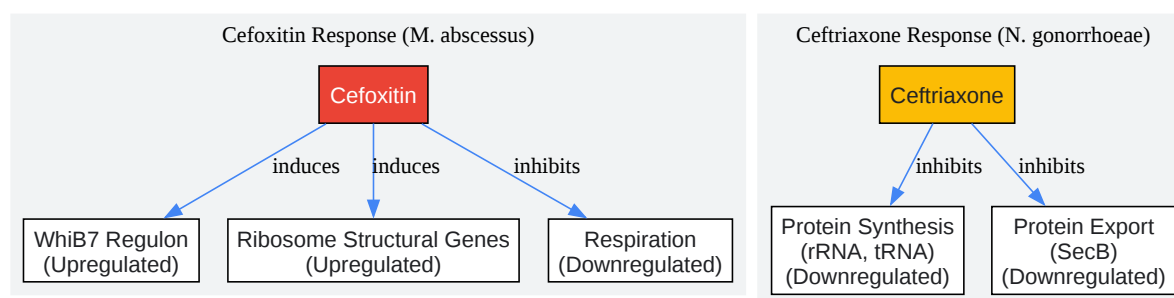 Cefoxitin Response (M. abscessus)
Cefoxitin
induces
induces
inhibits
WhiB7 Regulon
(Upregulated)
Ribosome Structural Genes
(Upregulated)
Respiration
(Downregulated)
Ceftriaxone Response (N. gonorrhoeae)
Ceftriaxone
inhibits
inhibits
Protein Synthesis
(rRNA, tRNA)
(Downregulated)
Protein Export
(SecB)
(Downregulated)